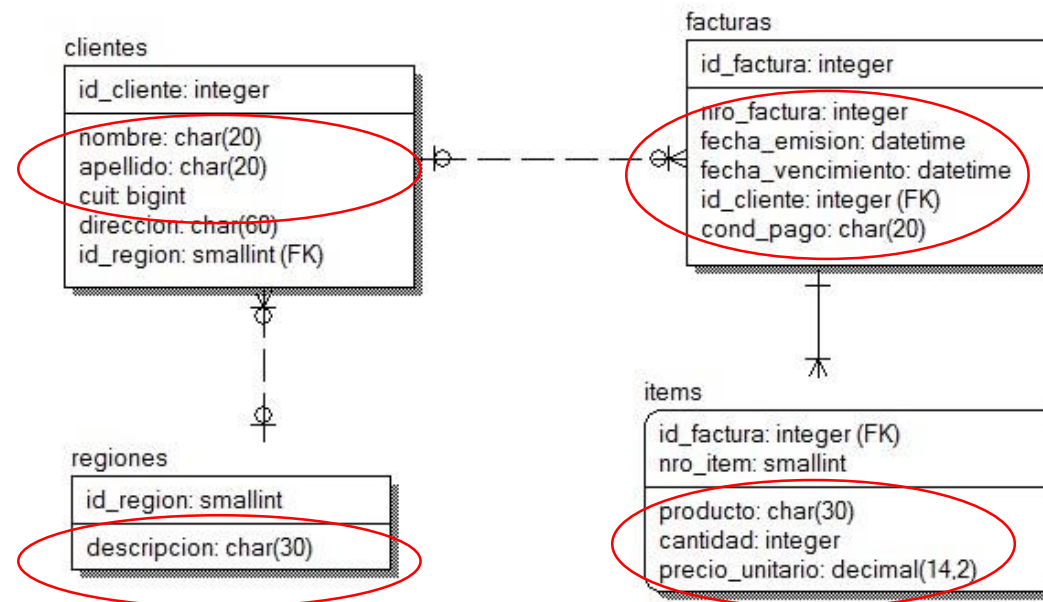 clientes
id_cliente: integer
nombre: char(20)
apellido: char(20)
cuit: bigint
direccion: char(60)
id_region: smallint (FK)
facturas
id_factura: integer
nro_factura: integer
fecha_emision: datetime
fecha_vencimiento: datetime
id_cliente: integer (FK)
cond_pago: char(20)
regiones
id_region: smallint
descripcion: char(30)
items
id_factura: integer (FK)
nro_item: smallint
producto: char(30)
cantidad: integer
precio_unitario: decimal(14,2)